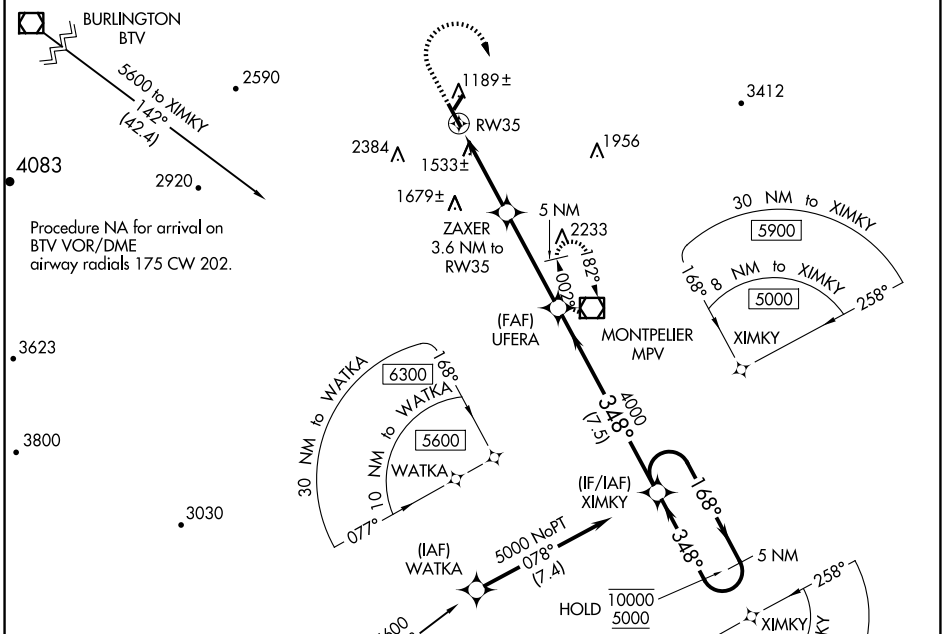 BURLINGTON
BTV
5600 to XIMKY
142°
(42.4)
2590
4083
2920
Procedure NA for arrival on
BTV VOR/DME
airway radials 175 CW 202.
1189±
RW35
3412
2384
1533±
1956
1679±
ZAXER
3.6 NM to
RW35
5 NM
2233
182°
002°
(FAF)
UFERA
MONTPELIER
MPV
30 NM to XIMKY
5900
8 NM to XIMKY
5000
168°
258°
XIMKY
3623
3800
3030
30 NM to WATKA
6300
168°
10 NM to WATKA
5600
WATKA
077°
4000
348°
(7.5)
(IF/IAF)
XIMKY
168°
348°
5 NM
(IAF)
WATKA
5000 NoPT
078°
(7.4)
HOLD
10000
5000
258°
XIMKY